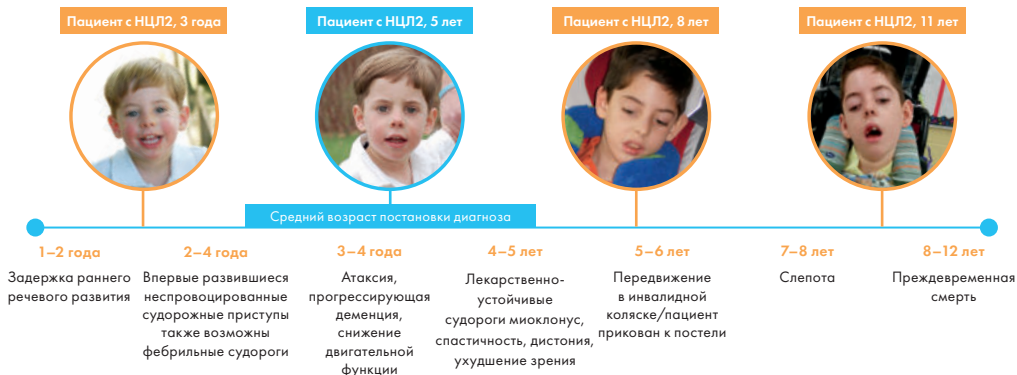 Пациент с НЦЛ2, 3 года
Пациент с НЦЛ2, 5 лет
Пациент с НЦЛ2, 8 лет
Пациент с НЦЛ2, 11 лет
Средний возраст постановки диагноза
1–2 года
Задержка раннего
речевого развития
2–4 года
Впервые развившиеся
неспровоцированные
судорожные приступы
также возможны
фебрильные судороги
3–4 года
Атаксия,
прогрессирующая
деменция,
снижение
двигательной
функции
4–5 лет
Лекарственно-
устойчивые
судороги миоклонус,
спастичность, дистония,
ухудшение зрения
5–6 лет
Передвижение
в инвалидной
коляске/пациент
прикован к постели
7–8 лет
Слепота
8–12 лет
Преждевременная
смерть